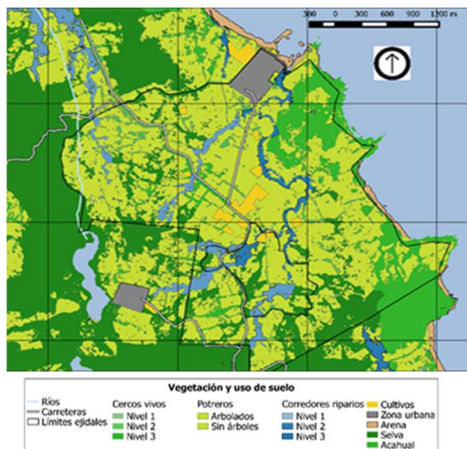 300 0 300 600 900 1200 m
Vegetación y uso de suelo
Ríos
Carreteras
Límites ejidales
Cercos vivos
Nivel 1
Nivel 2
Nivel 3
Potreros
Arbolados
Sin árboles
Corredores riparios
Nivel 1
Nivel 2
Nivel 3
Cultivos
Zona urbana
Arena
Selva
Acahual